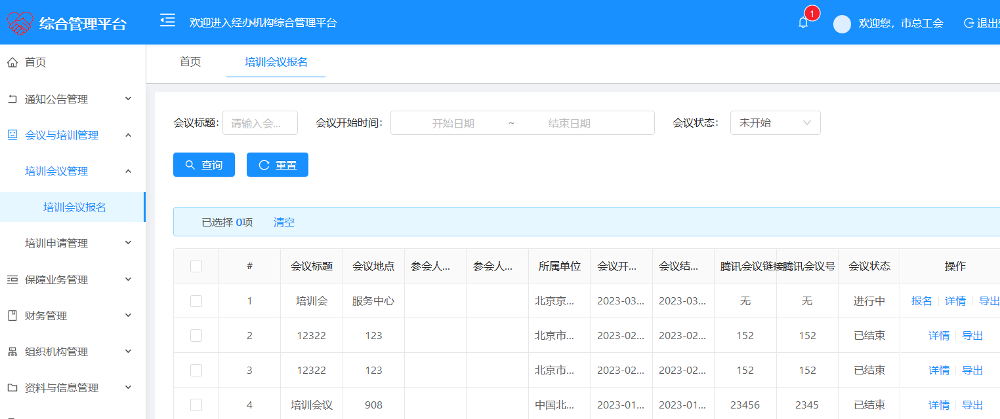 综合管理平台
欢迎进入经办机构综合管理平台
1
欢迎您，市总工会
退出
首页
通知公告管理
会议与培训管理
培训会议管理
培训会议报名
培训申请管理
保障业务管理
财务管理
组织机构管理
资料与信息管理
首页 培训会议报名
会议标题: 请输入会... 会议开始时间: 开始日期 ~ 结束日期 会议状态: 未开始
查询 重置
已选择 0项 清空
# 会议标题 会议地点 参会人... 参会人... 所属单位 会议开... 会议结... 腾讯会议链接 腾讯会议号 会议状态 操作
1 培训会 服务中心 北京京... 2023-03... 2023-03... 无 无 进行中 报名 详情 导出
2 12322 123 北京市... 2023-02... 2023-02... 152 152 已结束 详情 导出
3 12322 123 北京市... 2023-02... 2023-02... 152 152 已结束 详情 导出
4 培训会议 908 中国北... 2023-01... 2023-01... 23456 2345 已结束 详情 导出